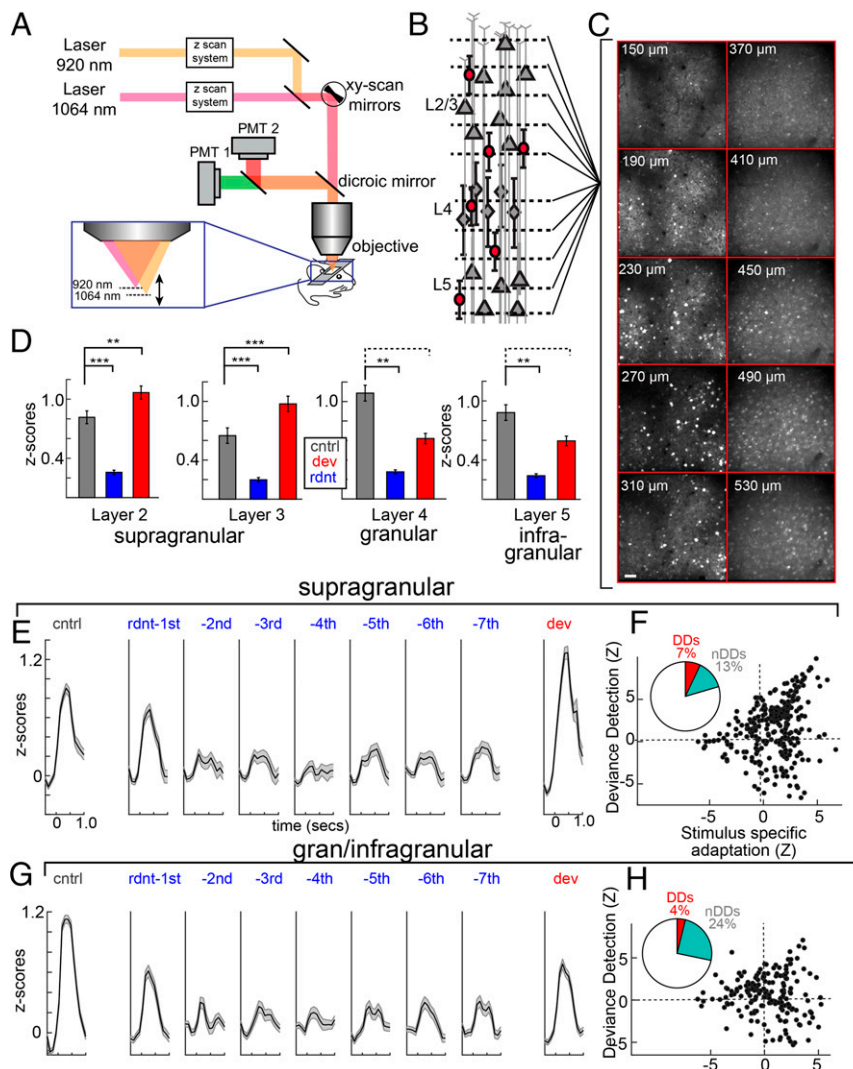 A
Laser
920 nm
z scan
system
Laser
1064 nm
z scan
system
xy-scan
mirrors
PMT 2
PMT 1
dicroic mirror
objective
920 nm
1064 nm
B
L2/3
L4
L5
C
150 µm
370 µm
190 µm
410 µm
230 µm
450 µm
270 µm
490 µm
310 µm
530 µm
D
z-scores
1.0
0.4
**
***
Layer 2
1.0
0.4
***
***
Layer 3
supragranular
cntrl
dev
rdnt
1.0
0.4
**
Layer 4
granular
1.0
0.4
**
Layer 5
infra-
granular
supragranular
E
cntrl
rdnt-1st
-2nd
-3rd
-4th
-5th
-6th
-7th
dev
z-scores
1.2
0
0 1.0
time (secs)
0 1.0
F
DDs
7%
nDDs
13%
Deviance Detection (Z)
5
0
-5
-5 0 5
Stimulus specific
adaptation (Z)
gran/infragranular
G
cntrl
rdnt-1st
-2nd
-3rd
-4th
-5th
-6th
-7th
dev
z-scores
1.2
0
H
DDs
4%
nDDs
24%
Deviance Detection (Z)
5
0
-5
-5 0 5